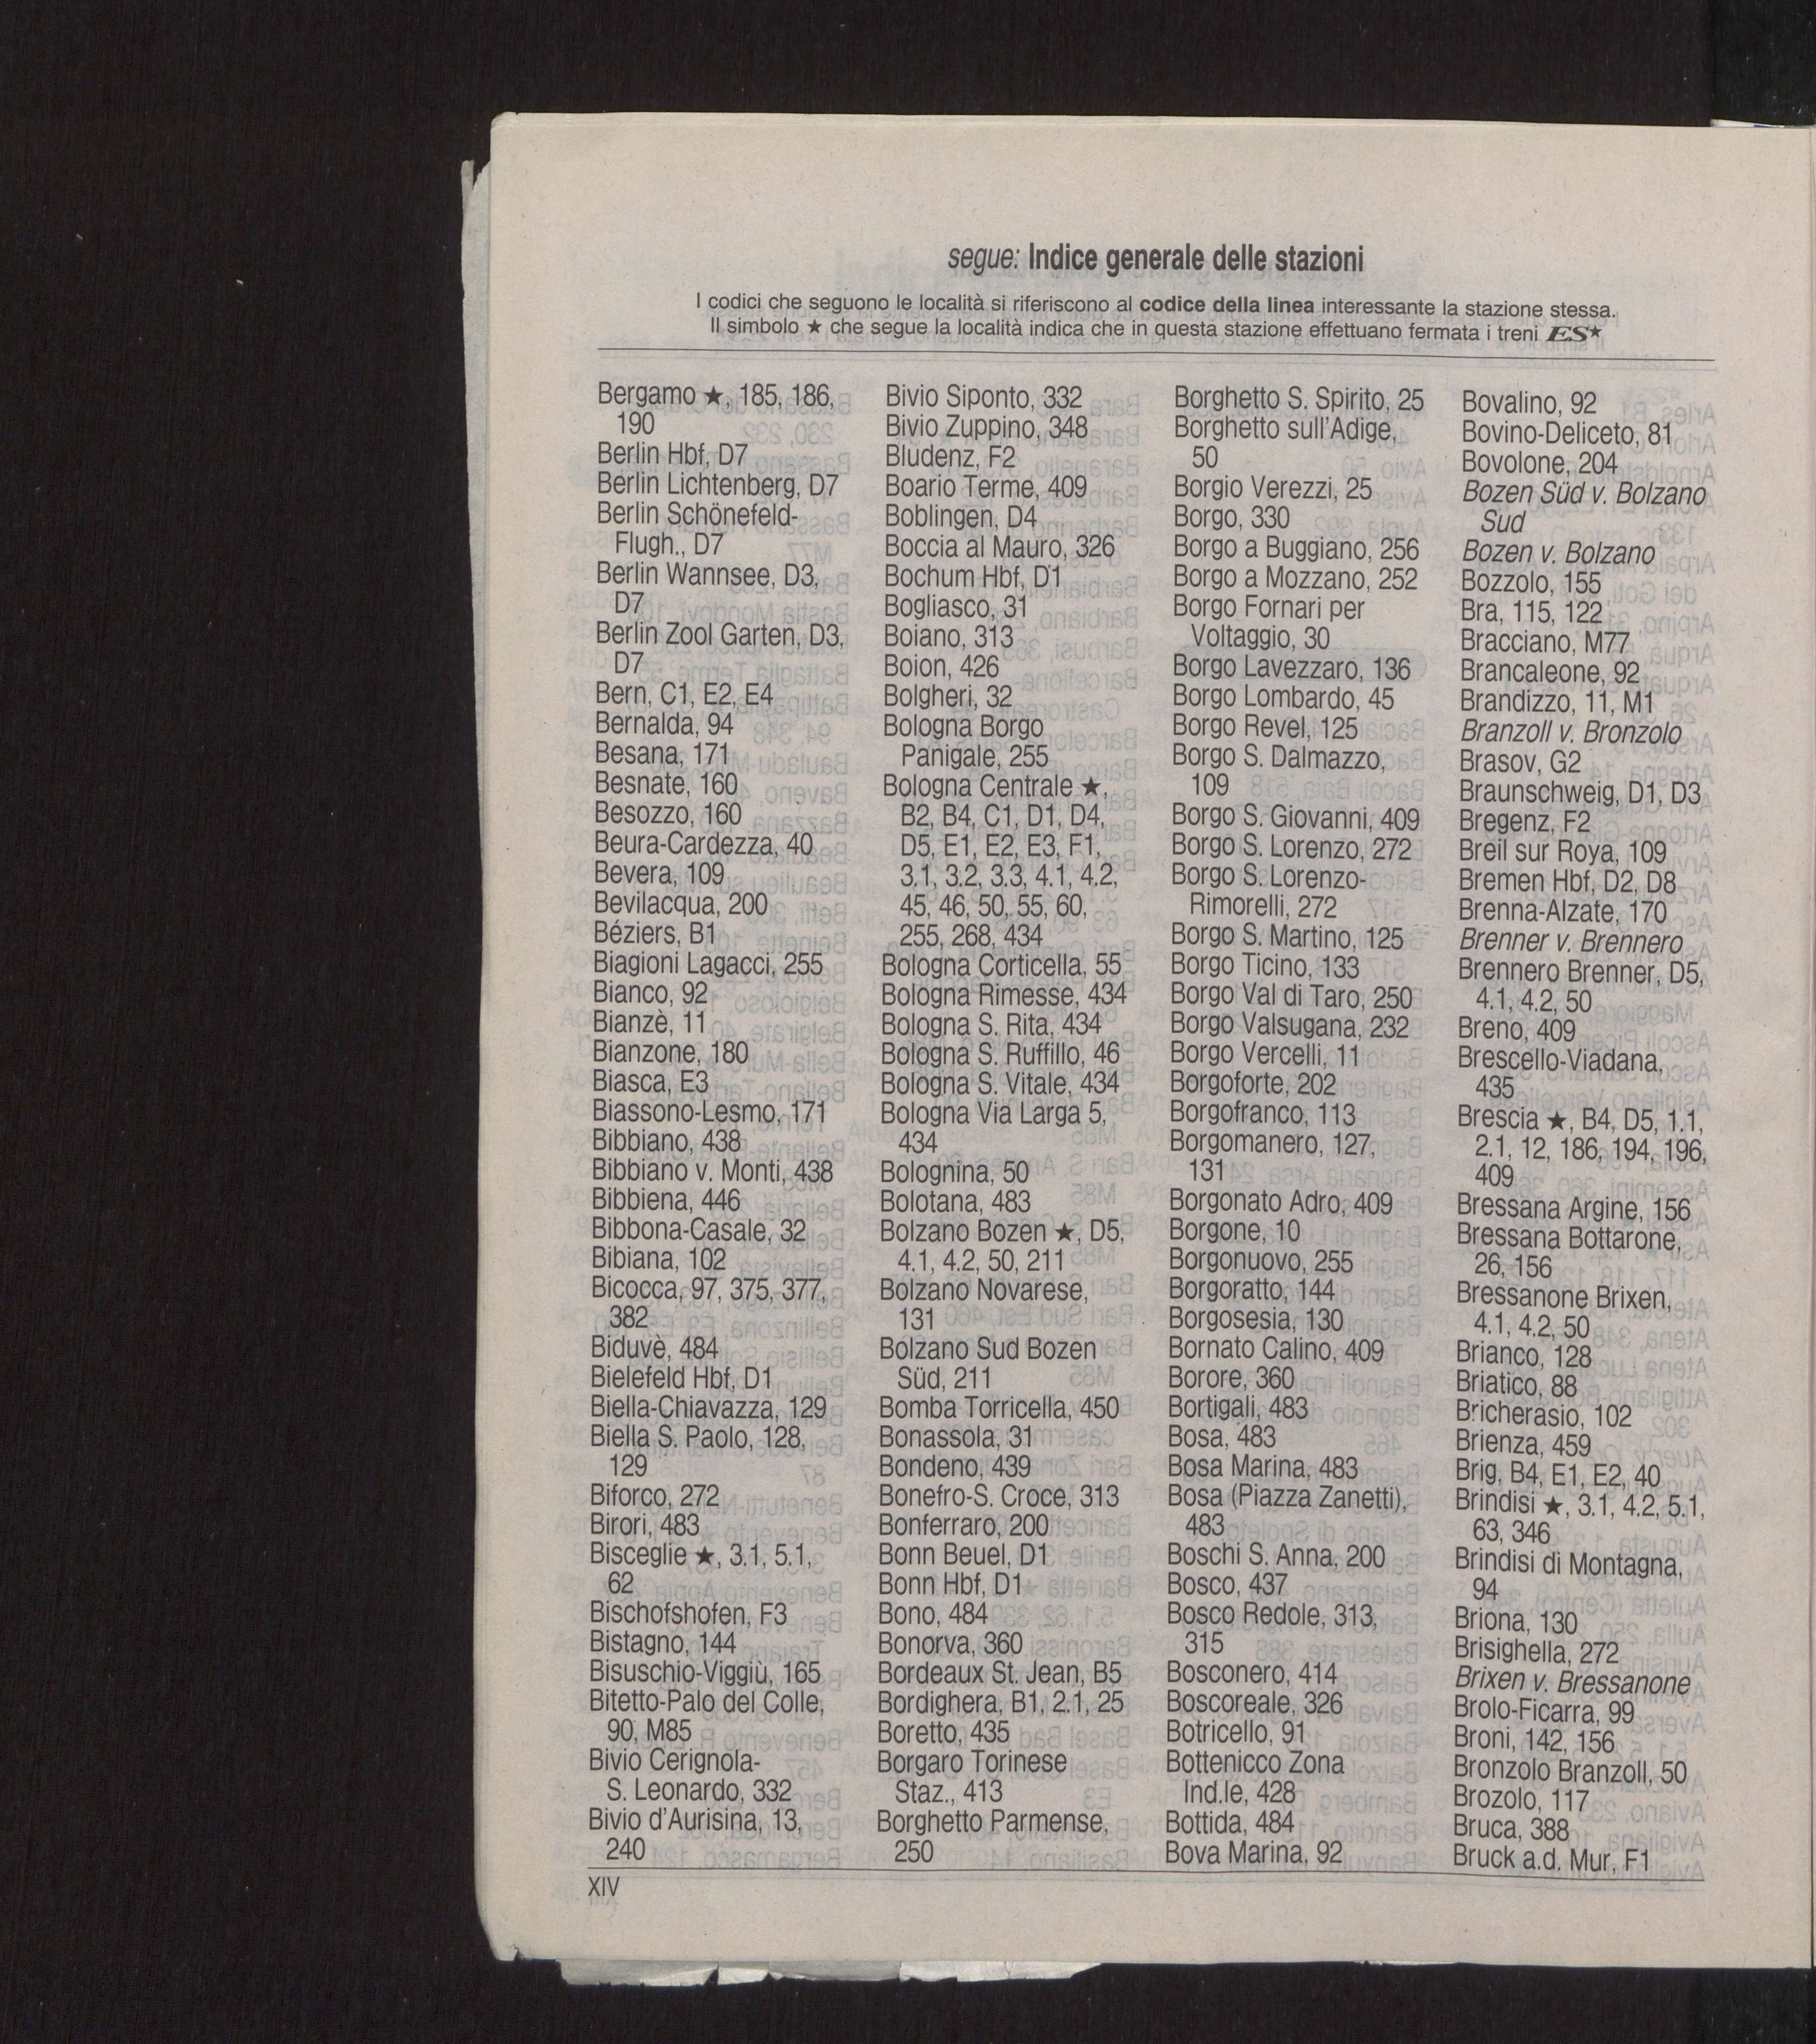 segue: Indice generale delle stazioni
I codici che seguono le località si riferiscono al codice della linea interessante la stazione stessa.
Il simbolo ★ che segue la località indica che in questa stazione effettuano fermata i treni ES★
Bergamo ★, 185, 186,
190
Berlin Hbf, D7
Berlin Lichtenberg, D7
Berlin Schönefeld-
Flugh., D7
Berlin Wannsee, D3,
D7
Berlin Zool Garten, D3,
D7
Bern, C1, E2, E4
Bernalda, 94
Besana, 171
Besnate, 160
Besozzo, 160
Beura-Cardezza, 40
Bevera, 109
Bevilacqua, 200
Béziers, B1
Biagioni Lagacci, 255
Bianco, 92
Bianzè, 11
Bianzone, 180
Biasca, E3
Biassono-Lesmo, 171
Bibbiano, 438
Bibbiano v. Monti, 438
Bibbiena, 446
Bibbona-Casale, 32
Bibiana, 102
Bicocca, 97, 375, 377,
382
Biduvè, 484
Bielefeld Hbf, D1
Biella-Chiavazza, 129
Biella S. Paolo, 128,
129
Biforco, 272
Birori, 483
Bisceglie ★, 3.1, 5.1,
62
Bischofshofen, F3
Bistagno, 144
Bisuschio-Viggiù, 165
Bitetto-Palo del Colle,
90, M85
Bivio Cerignola-
S. Leonardo, 332
Bivio d'Aurisina, 13,
240
Bivio Siponto, 332
Bivio Zuppino, 348
Bludenz, F2
Boario Terme, 409
Boblingen, D4
Boccia al Mauro, 326
Bochum Hbf, D1
Bogliasco, 31
Boiano, 313
Boion, 426
Bolgheri, 32
Bologna Borgo
Panigale, 255
Bologna Centrale ★,
B2, B4, C1, D1, D4,
D5, E1, E2, E3, F1,
3.1, 3.2, 3.3, 4.1, 4.2,
45, 46, 50, 55, 60,
255, 268, 434
Bologna Corticella, 55
Bologna Rimesse, 434
Bologna S. Rita, 434
Bologna S. Ruffillo, 46
Bologna S. Vitale, 434
Bologna Via Larga 5,
434
Bolognina, 50
Bolotana, 483
Bolzano Bozen ★, D5,
4.1, 4.2, 50, 211
Bolzano Novarese,
131
Bolzano Sud Bozen
Süd, 211
Bomba Torricella, 450
Bonassola, 31
Bondeno, 439
Bonefro-S. Croce, 313
Bonferraro, 200
Bonn Beuel, D1
Bonn Hbf, D1
Bono, 484
Bonorva, 360
Bordeaux St. Jean, B5
Bordighera, B1, 2.1, 25
Boretto, 435
Borgaro Torinese
Staz., 413
Borghetto Parmense,
250
Borghetto S. Spirito, 25
Borghetto sull'Adige,
50
Borgio Verezzi, 25
Borgo, 330
Borgo a Buggiano, 256
Borgo a Mozzano, 252
Borgo Fornari per
Voltaggio, 30
Borgo Lavezzaro, 136
Borgo Lombardo, 45
Borgo Revel, 125
Borgo S. Dalmazzo,
109
Borgo S. Giovanni, 409
Borgo S. Lorenzo, 272
Borgo S. Lorenzo-
Rimorelli, 272
Borgo S. Martino, 125
Borgo Ticino, 133
Borgo Val di Taro, 250
Borgo Valsugana, 232
Borgo Vercelli, 11
Borgoforte, 202
Borgofranco, 113
Borgomanero, 127,
131
Borgonato Adro, 409
Borgone, 10
Borgonuovo, 255
Borgoratto, 144
Borgosesia, 130
Bornato Calino, 409
Borore, 360
Bortigali, 483
Bosa, 483
Bosa Marina, 483
Bosa (Piazza Zanetti),
483
Boschi S. Anna, 200
Bosco, 437
Bosco Redole, 313,
315
Bosconero, 414
Boscoreale, 326
Botricello, 91
Bottenicco Zona
Ind.le, 428
Bottida, 484
Bova Marina, 92
Bovalino, 92
Bovino-Deliceto, 81
Bovolone, 204
Bozen Süd v. Bolzano
Sud
Bozen v. Bolzano
Bozzolo, 155
Bra, 115, 122
Bracciano, M77
Brancaleone, 92
Brandizzo, 11, M1
Branzoll v. Bronzolo
Brasov, G2
Braunschweig, D1, D3
Bregenz, F2
Breil sur Roya, 109
Bremen Hbf, D2, D8
Brenna-Alzate, 170
Brenner v. Brennero
Brennero Brenner, D5,
4.1, 4.2, 50
Breno, 409
Brescello-Viadana,
435
Brescia ★, B4, D5, 1.1,
2.1, 12, 186, 194, 196,
409
Bressana Argine, 156
Bressana Bottarone,
26, 156
Bressanone Brixen,
4.1, 4.2, 50
Brianco, 128
Briatico, 88
Bricherasio, 102
Brienza, 459
Brig, B4, E1, E2, 40
Brindisi ★, 3.1, 4.2, 5.1,
63, 346
Brindisi di Montagna,
94
Briona, 130
Brisighella, 272
Brixen v. Bressanone
Brolo-Ficarra, 99
Broni, 142, 156
Bronzolo Branzoll, 50
Brozolo, 117
Bruca, 388
Bruck a.d. Mur, F1
XIV